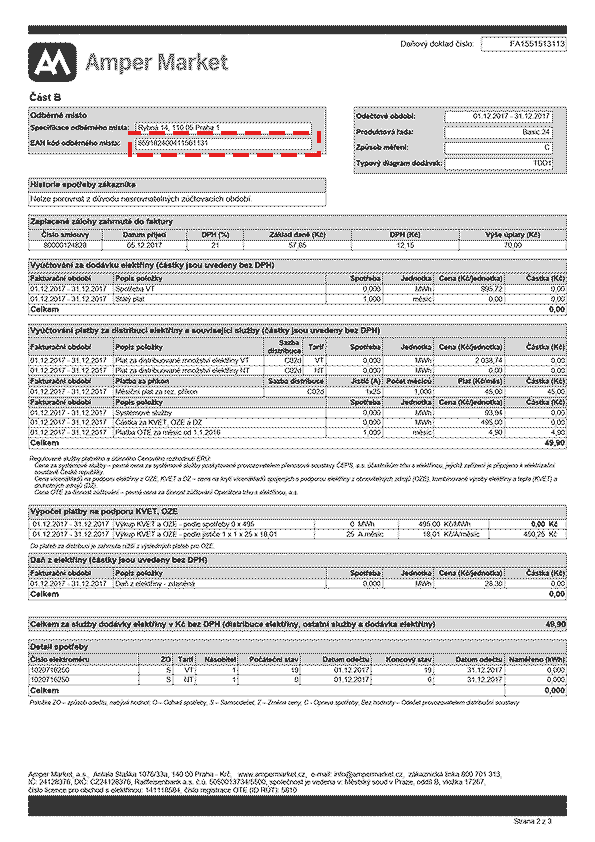 Daňový doklad číslo: FA1551513113
Amper Market
Část B
Odběrné místo
Specifikace odběrného místa: Rybná 14, 110 05 Praha 1
EAN kód odběrného místa:
Odečtové období: 01.12.2017 - 31.12.2017
Produktová řada: Basic 24
Způsob měření: C
Typový diagram dodávek: TDD1
Historie spotřeby zákazníka
Nelze porovnat z důvodu nesrovnatelných zúčtovacích období
Zaplacené zálohy zahrnuté do faktury
Číslo smlouvy Datum přijetí DPH (%) Základ daně (Kč) DPH (Kč) Výše úplaty (Kč)
05.12.2017 21 57,85 12,15 70,00
Vyúčtování za dodávku elektřiny (částky jsou uvedeny bez DPH)
Fakturační období Popis položky Spotřeba Jednotka Cena (Kč/jednotka) Částka (Kč)
01.12.2017 - 31.12.2017 Spotřeba VT 0,000 MWh 0,00
01.12.2017 - 31.12.2017 Stálý plat 1,000 měsíc 0,00 0,00
Celkem 0,00
Vyúčtování platby za distribuci elektřiny a související služby (částky jsou uvedeny bez DPH)
Fakturační období Popis položky Sazba distribuce Tarif Spotřeba Jednotka Cena (Kč/jednotka) Částka (Kč)
01.12.2017 - 31.12.2017 Plat za distribuované množství elektřiny VT C02d VT 0,000 MWh 2 038,74 0,00
01.12.2017 - 31.12.2017 Plat za distribuované množství elektřiny NT C02d NT 0,000 MWh 0,00 0,00
Fakturační období Platba za příkon Sazba distribuce Jistič (A) Počet měsíců Plat (Kč/měs) Částka (Kč)
01.12.2017 - 31.12.2017 Měsíční plat za rez. příkon C02d 1x25 1,000 45,00 45,00
Fakturační období Popis položky Spotřeba Jednotka Cena (Kč/jednotka) Částka (Kč)
01.12.2017 - 31.12.2017 Systémové služby 0,000 MWh 93,94 0,00
01.12.2017 - 31.12.2017 Částka za KVET, OZE a DZ 0,000 MWh 495,00 0,00
01.12.2017 - 31.12.2017 Platba OTE za měsíc od 1.1.2016 1,000 měsíc 4,90 4,90
Celkem 49,90
Regulované služby platného a účinného Cenového rozhodnutí ERÚ:
Cena za systémové služby - pevná cena za systémové služby poskytované provozovatelem přenosové soustavy ČEPS, a.s. účastníkům trhu s elektřinou, jejichž zařízení je připojeno k elektrizační
soustavě České republiky.
Cena vícenákladů na podporu elektřiny z OZE, KVET a DZ - cena na krytí vícenákladů spojených s podporou elektřiny z obnovitelných zdrojů (OZE), kombinované výroby elektřiny a tepla (KVET) a
druhotných zdrojů (DZ).
Cena OTE za činnost zúčtování - pevná cena za činnost zúčtování Operátora trhu s elektřinou, a.s.
Výpočet platby na podporu KVET, OZE
01.12.2017 - 31.12.2017 Výkup KVET a OZE - podle spotřeby 0 x 495 0 MWh 495,00 Kč/MWh 0,00 Kč
01.12.2017 - 31.12.2017 Výkup KVET a OZE - podle jističe 1 x 1 x 25 x 18,01 25 A.měsíc 18,01 Kč/A/měsíc 450,25 Kč
Do plateb za distribuci je zahrnuta nižší z výsledných plateb pro OZE.
Daň z elektřiny (částky jsou uvedeny bez DPH)
Fakturační období Popis položky Spotřeba Jednotka Cena (Kč/jednotka) Částka (Kč)
01.12.2017 - 31.12.2017 Daň z elektřiny - zdaněná 0,000 MWh 28,30 0,00
Celkem 0,00
Celkem za služby dodávky elektřiny v Kč bez DPH (distribuce elektřiny, ostatní služby a dodávka elektřiny) 49,90
Detail spotřeby
Číslo elektroměru ZO Tarif Násobitel Počáteční stav Datum odečtu Koncový stav Datum odečtu Naměřeno (kWh)
S VT 1 19 01.12.2017 19 31.12.2017 0,000
S NT 1 01.12.2017 31.12.2017 0,000
Celkem 0,000
Položka ZO - způsob odečtu, nabývá hodnot, O - Odhad spotřeby, S - Samoodečet, Z - Změna ceny, C - Oprava spotřeby, Bez hodnoty - Odečet provozovatelem distribuční soustavy
Amper Market, a.s., Antala Staška 1076/33a, 140 00 Praha - Krč, www.ampermarket.cz, e-mail: info@ampermarket.cz, zákaznická linka 800 701 313,
IČ: 24128376, DIČ: CZ24128376, Raiffeisenbank a.s. č.ú. 5050013734/5500, společnost je vedena v: Městský soud v Praze, oddíl B, vložka 17267,
číslo licence pro obchod s elektřinou: 141118584, číslo registrace OTE (ID RÚT): 5810
Strana 2 z 3